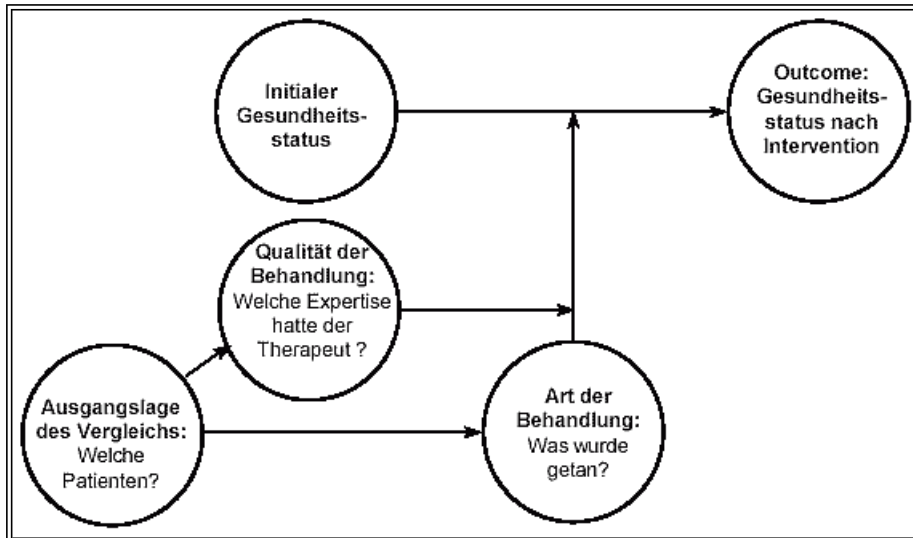 Initialer
Gesundheits-
status
Outcome:
Gesundheits-
status nach
Intervention
Qualität der
Behandlung:
Welche Expertise
hatte der
Therapeut ?
Ausgangslage
des Vergleichs:
Welche
Patienten?
Art der
Behandlung:
Was wurde
getan?